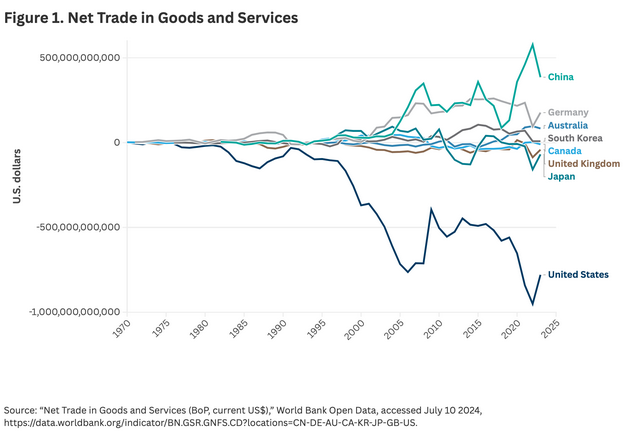 Figure 1. Net Trade in Goods and Services
500,000,000,000
0
-500,000,000,000
-1,000,000,000,000
U.S. dollars
China
Germany
Australia
South Korea
Canada
United Kingdom
Japan
United States
1970
1975
1980
1985
1990
1995
2000
2005
2010
2015
2020
2025
Source: “Net Trade in Goods and Services (BoP, current US$),” World Bank Open Data, accessed July 10 2024,
https://data.worldbank.org/indicator/BN.GSR.GNFS.CD?locations=CN-DE-AU-CA-KR-JP-GB-US.